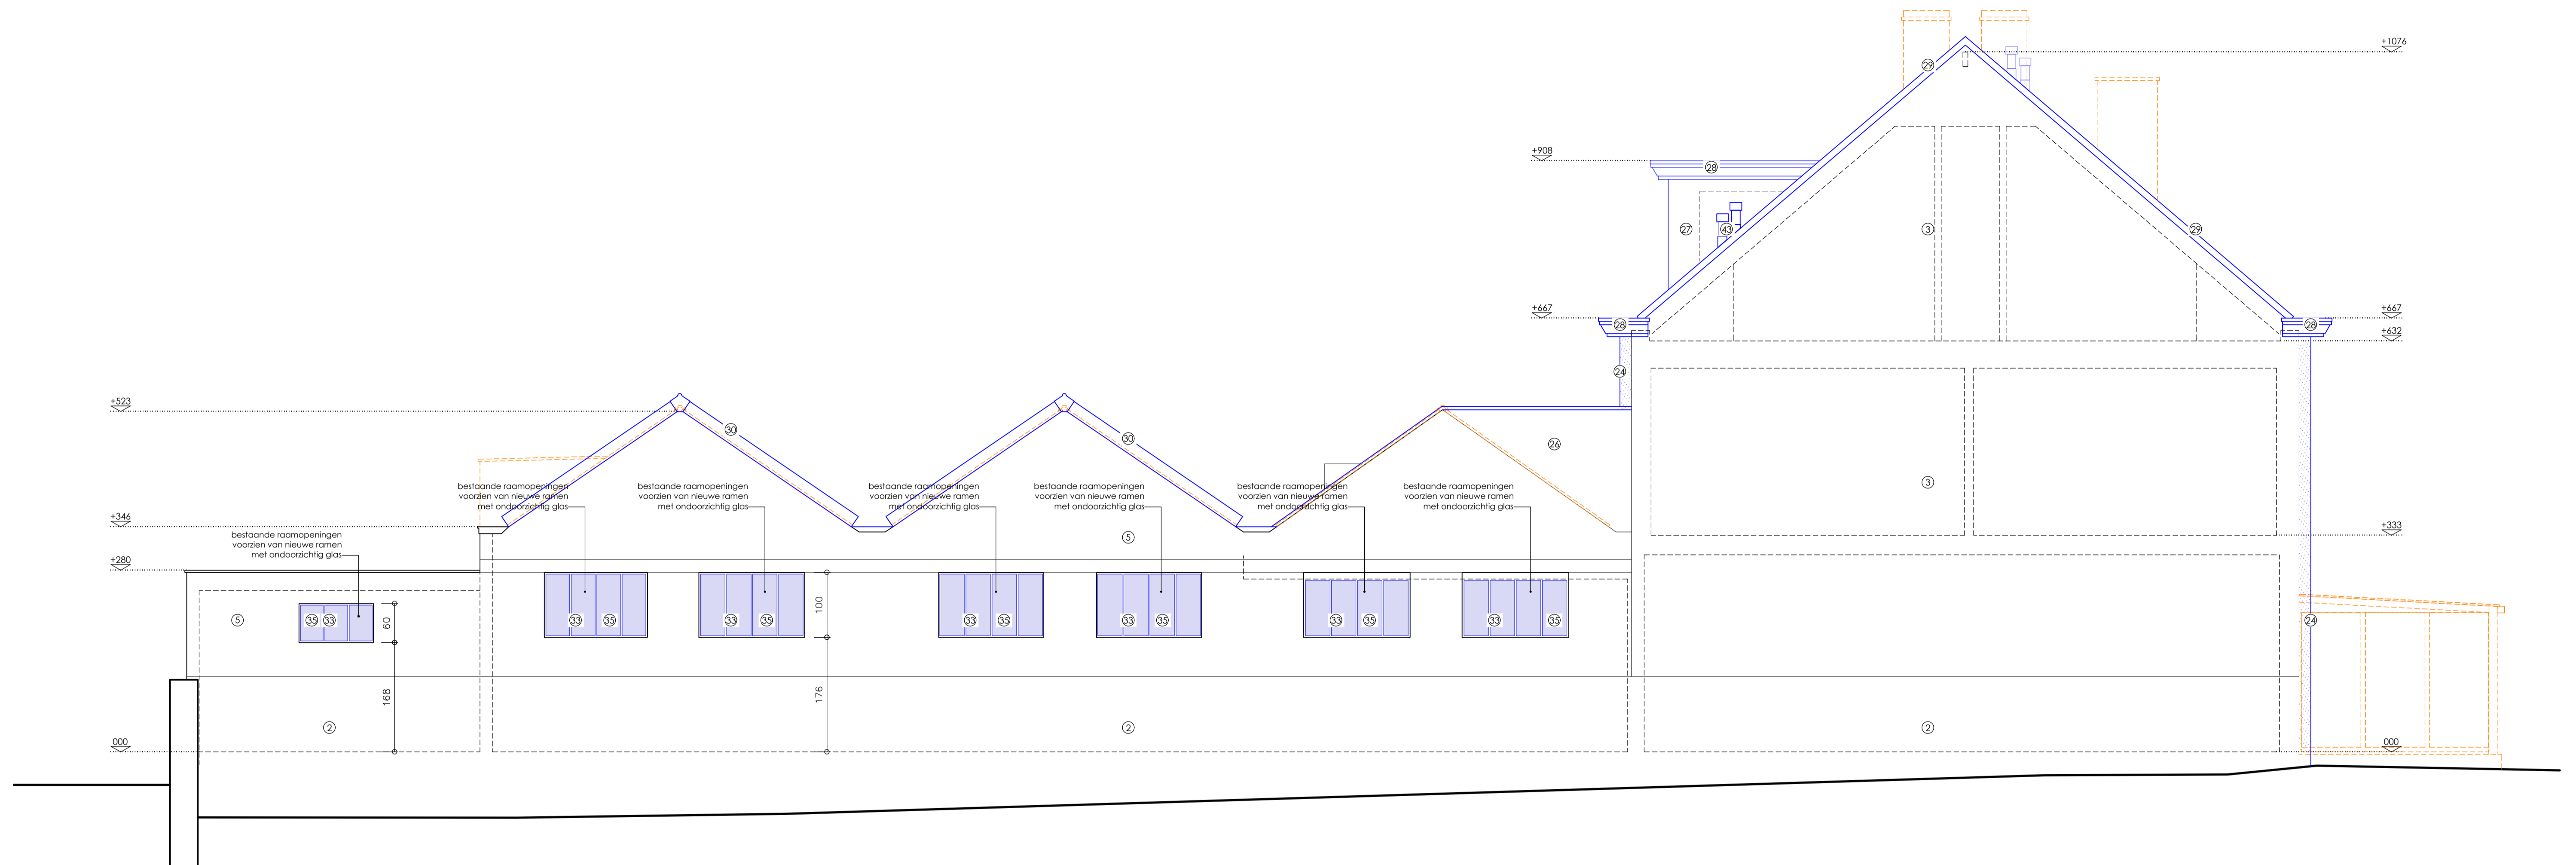 +1076
29
+908
28
27
43
3
29
+667
28
+667
28
+632
24
+523
30
30
26
bestaande raamopeningen
voorzien van nieuwe ramen
met ondoorzichtig glas
bestaande raamopeningen
voorzien van nieuwe ramen
met ondoorzichtig glas
bestaande raamopeningen
voorzien van nieuwe ramen
met ondoorzichtig glas
bestaande raamopeningen
voorzien van nieuwe ramen
met ondoorzichtig glas
bestaande raamopeningen
voorzien van nieuwe ramen
met ondoorzichtig glas
bestaande raamopeningen
voorzien van nieuwe ramen
met ondoorzichtig glas
3
+346
+333
5
bestaande raamopeningen
voorzien van nieuwe ramen
met ondoorzichtig glas
+280
100
5
35 33
60
33 35
33 35
33 35
33 35
33 35
33 35
24
168
176
2
2
2
000
000